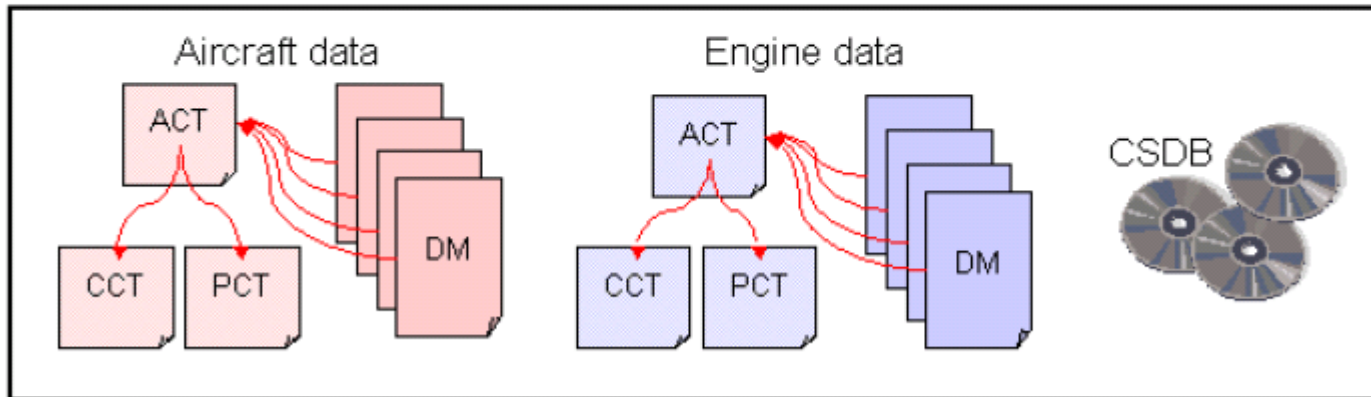 Aircraft data
ACT
CCT
PCT
DM
Engine data
ACT
CCT
PCT
DM
CSDB